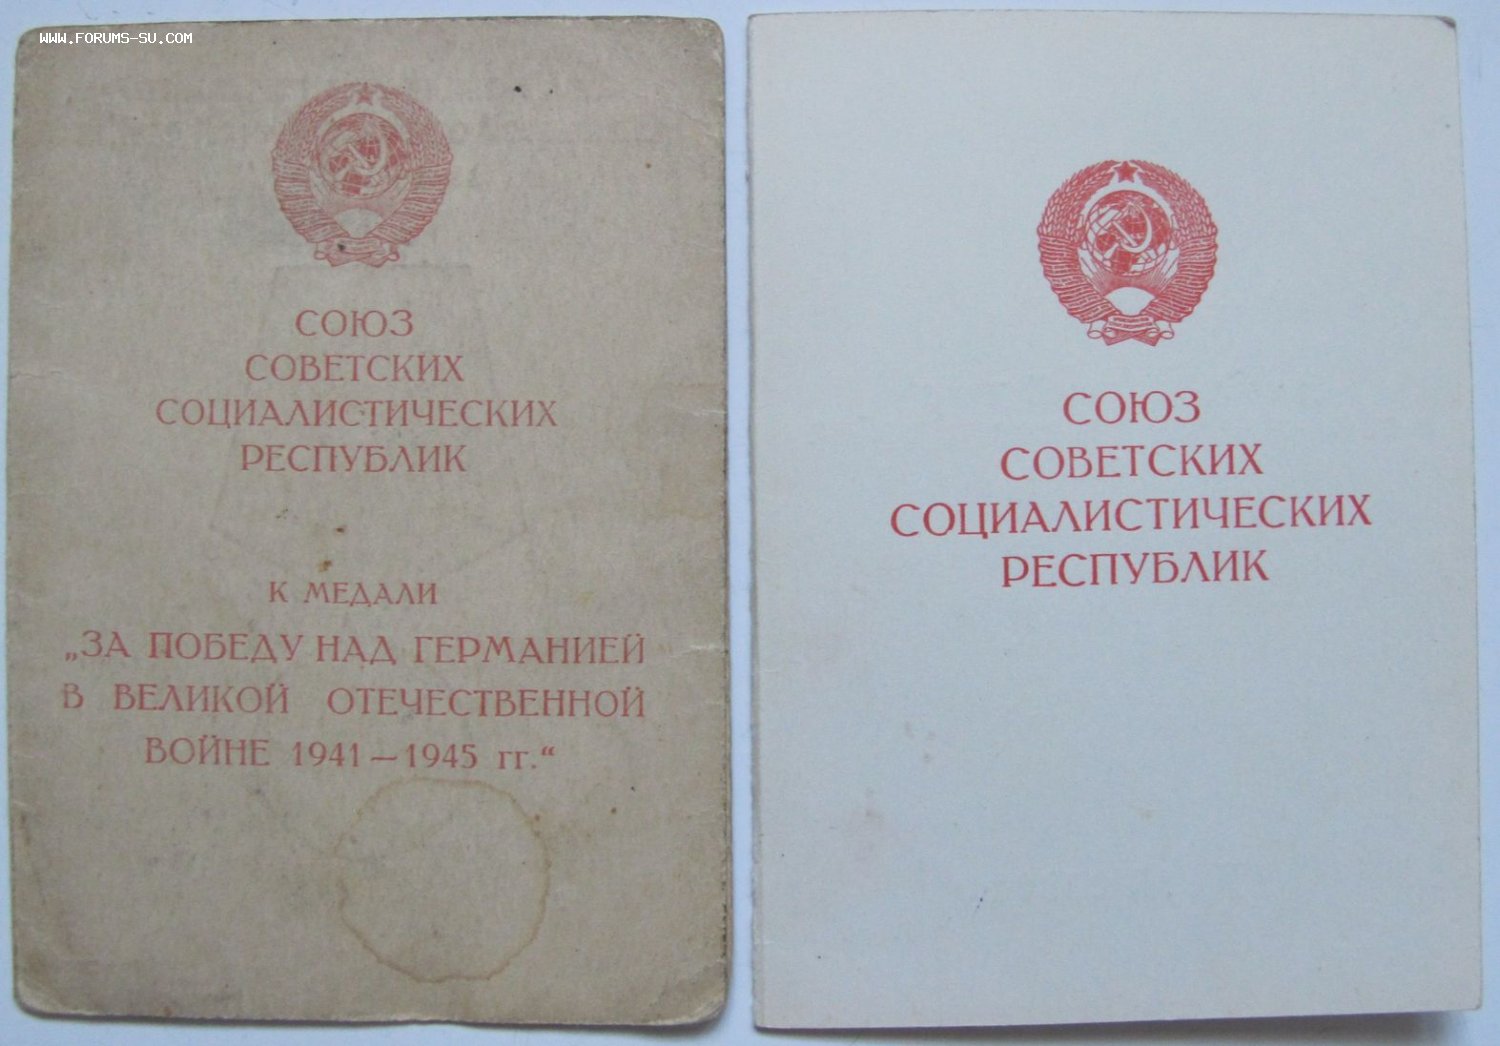 WWW.FORUMS-SU.COM
СОЮЗ
СОВЕТСКИХ
СОЦИАЛИСТИЧЕСКИХ
РЕСПУБЛИК
К МЕДАЛИ
„ЗА ПОБЕДУ НАД ГЕРМАНИЕЙ
В ВЕЛИКОЙ ОТЕЧЕСТВЕННОЙ
ВОЙНЕ 1941—1945 гг.“
СОЮЗ
СОВЕТСКИХ
СОЦИАЛИСТИЧЕСКИХ
РЕСПУБЛИК